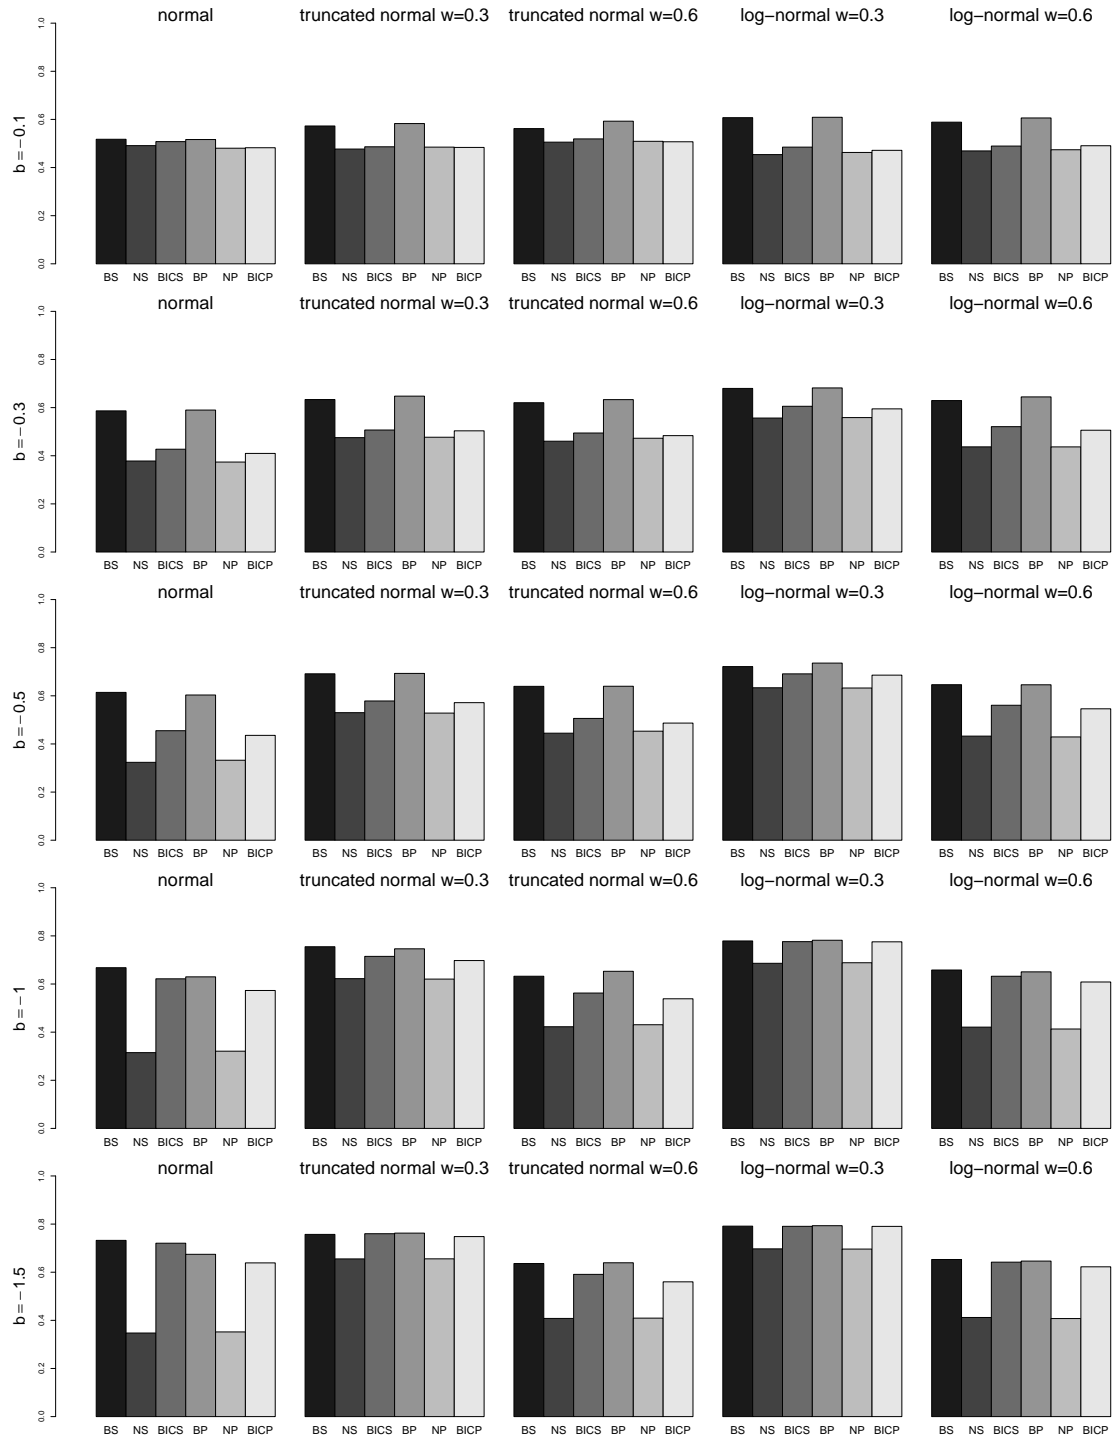 normal truncated normal w=0.3 truncated normal w=0.6 log−normal w=0.3 log−normal w=0.6
b = −0.1
0.0 0.2 0.4 0.6 0.8 1.0
BS NS BICS BP NP BICP BS NS BICS BP NP BICP BS NS BICS BP NP BICP BS NS BICS BP NP BICP BS NS BICS BP NP BICP
normal truncated normal w=0.3 truncated normal w=0.6 log−normal w=0.3 log−normal w=0.6
b = −0.3
0.0 0.2 0.4 0.6 0.8 1.0
BS NS BICS BP NP BICP BS NS BICS BP NP BICP BS NS BICS BP NP BICP BS NS BICS BP NP BICP BS NS BICS BP NP BICP
normal truncated normal w=0.3 truncated normal w=0.6 log−normal w=0.3 log−normal w=0.6
b = −0.5
0.0 0.2 0.4 0.6 0.8 1.0
BS NS BICS BP NP BICP BS NS BICS BP NP BICP BS NS BICS BP NP BICP BS NS BICS BP NP BICP BS NS BICS BP NP BICP
normal truncated normal w=0.3 truncated normal w=0.6 log−normal w=0.3 log−normal w=0.6
b = −1
0.0 0.2 0.4 0.6 0.8 1.0
BS NS BICS BP NP BICP BS NS BICS BP NP BICP BS NS BICS BP NP BICP BS NS BICS BP NP BICP BS NS BICS BP NP BICP
normal truncated normal w=0.3 truncated normal w=0.6 log−normal w=0.3 log−normal w=0.6
b = −1.5
0.0 0.2 0.4 0.6 0.8 1.0
BS NS BICS BP NP BICP BS NS BICS BP NP BICP BS NS BICS BP NP BICP BS NS BICS BP NP BICP BS NS BICS BP NP BICP